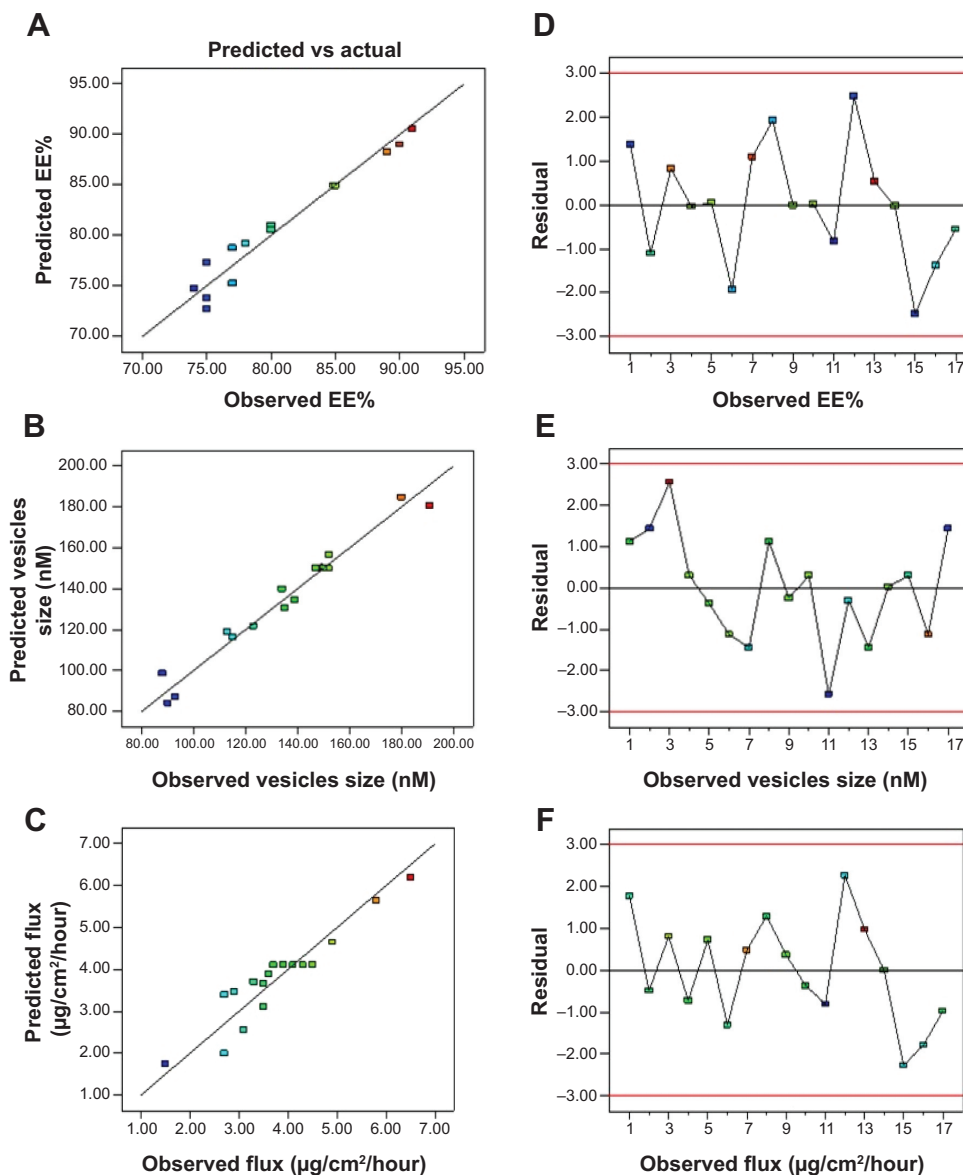 A
Predicted vs actual
95.00
90.00
85.00
80.00
75.00
70.00
Predicted EE%
70.00 75.00 80.00 85.00 90.00 95.00
Observed EE%
D
3.00
2.00
1.00
0.00
–1.00
–2.00
–3.00
Residual
1 3 5 7 9 11 13 15 17
Observed EE%
B
200.00
180.00
160.00
140.00
120.00
100.00
80.00
Predicted vesicles
size (nM)
80.00 100.00 120.00 140.00 160.00 180.00 200.00
Observed vesicles size (nM)
E
3.00
2.00
1.00
0.00
–1.00
–2.00
–3.00
Residual
1 3 5 7 9 11 13 15 17
Observed vesicles size (nM)
C
7.00
6.00
5.00
4.00
3.00
2.00
1.00
Predicted flux
(µg/cm²/hour)
1.00 2.00 3.00 4.00 5.00 6.00 7.00
Observed flux (µg/cm²/hour)
F
3.00
2.00
1.00
0.00
–1.00
–2.00
–3.00
Residual
1 3 5 7 9 11 13 15 17
Observed flux (µg/cm²/hour)